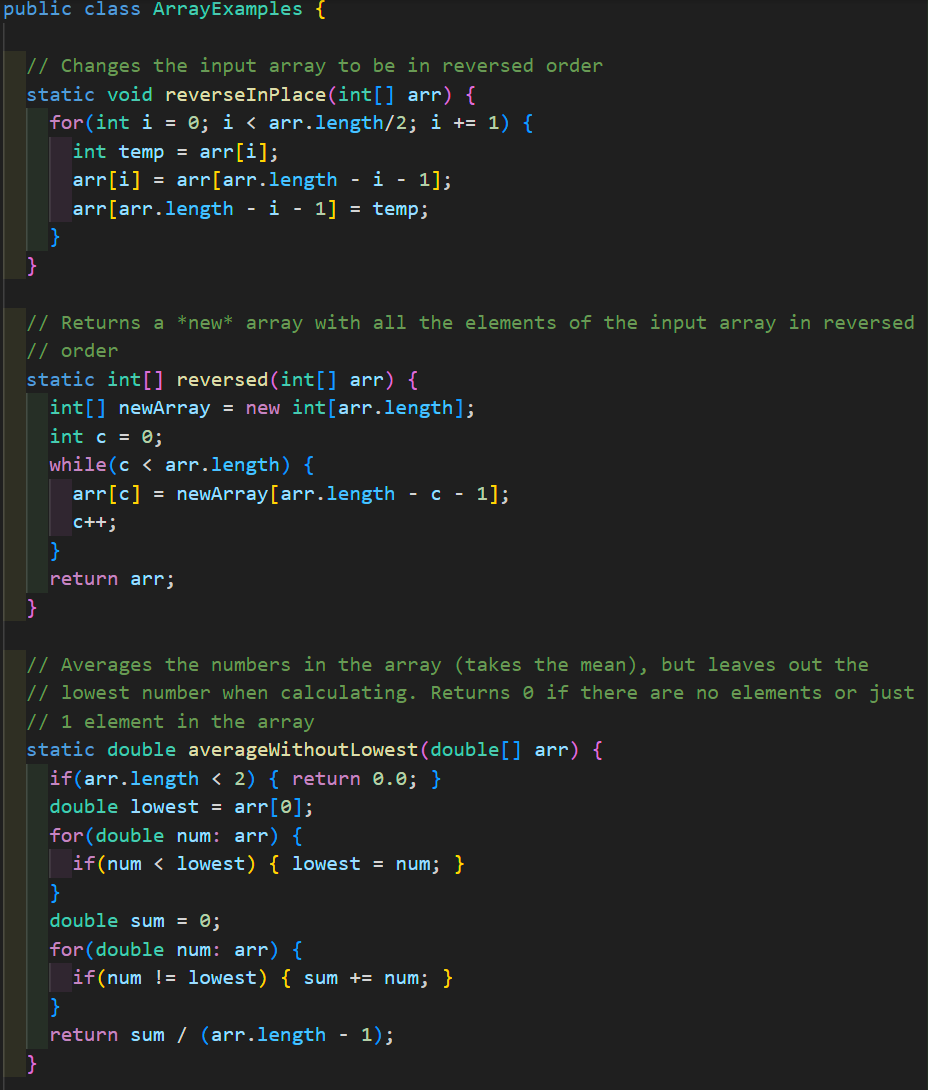 public class ArrayExamples {
// Changes the input array to be in reversed order
static void reverseInPlace(int[] arr) {
for(int i = 0; i < arr.length/2; i += 1) {
int temp = arr[i];
arr[i] = arr[arr.length - i - 1];
arr[arr.length - i - 1] = temp;
}
}
// Returns a *new* array with all the elements of the input array in reversed
// order
static int[] reversed(int[] arr) {
int[] newArray = new int[arr.length];
int c = 0;
while(c < arr.length) {
arr[c] = newArray[arr.length - c - 1];
c++;
}
return arr;
}
// Averages the numbers in the array (takes the mean), but leaves out the
// lowest number when calculating. Returns 0 if there are no elements or just
// 1 element in the array
static double averageWithoutLowest(double[] arr) {
if(arr.length < 2) { return 0.0; }
double lowest = arr[0];
for(double num: arr) {
if(num < lowest) { lowest = num; }
}
double sum = 0;
for(double num: arr) {
if(num != lowest) { sum += num; }
}
return sum / (arr.length - 1);
}